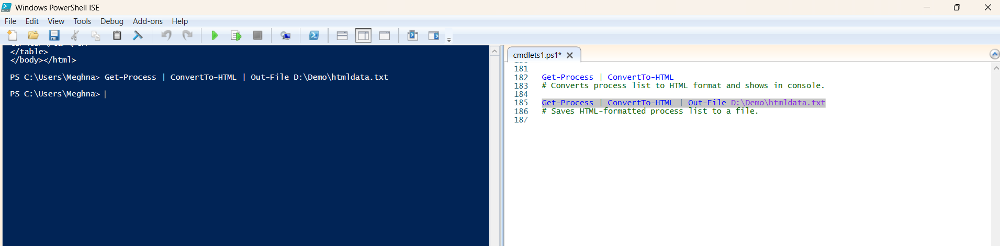 Windows PowerShell ISE
File Edit View Tools Debug Add-ons Help
</table>
</body></html>
PS C:\Users\Meghna> Get-Process | ConvertTo-HTML | Out-File D:\Demo\htmldata.txt
PS C:\Users\Meghna>
cmdlets1.ps1*
181
182 Get-Process | ConvertTo-HTML
183 # Converts process list to HTML format and shows in console.
184
185 Get-Process | ConvertTo-HTML | Out-File D:\Demo\htmldata.txt
186 # Saves HTML-formatted process list to a file.
187